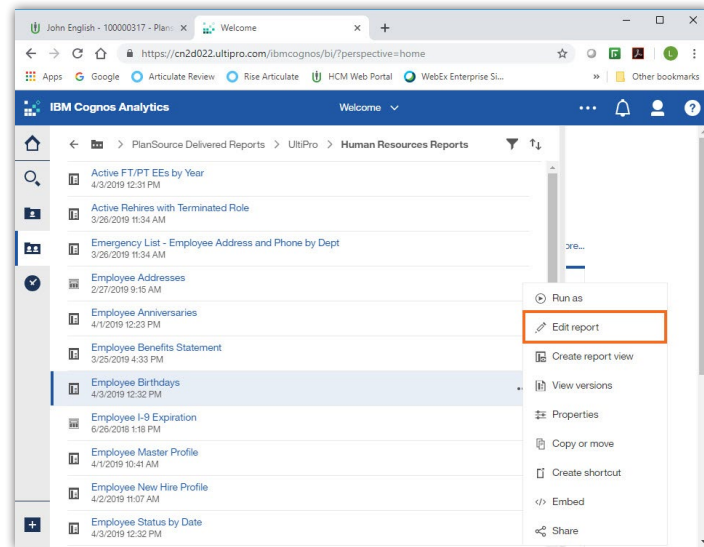 John English - 100000317 - Plans
Welcome
https://cn2d022.ultipro.com/ibmcognos/bi/?perspective=home
L
Apps
Google
Articulate Review
Rise Articulate
HCM Web Portal
WebEx Enterprise Si...
»
Other bookmarks
IBM Cognos Analytics
Welcome
> PlanSource Delivered Reports > UltiPro > Human Resources Reports
Active FT/PT EEs by Year
4/3/2019 12:31 PM
Active Rehires with Terminated Role
3/26/2019 11:34 AM
Emergency List - Employee Address and Phone by Dept
3/26/2019 11:34 AM
ore...
Employee Addresses
2/27/2019 9:15 AM
Employee Anniversaries
4/1/2019 12:23 PM
Employee Benefits Statement
3/25/2019 4:33 PM
Employee Birthdays
4/3/2019 12:32 PM
Employee I-9 Expiration
6/26/2018 1:18 PM
Employee Master Profile
4/1/2019 10:41 AM
Employee New Hire Profile
4/2/2019 11:07 AM
Employee Status by Date
4/3/2019 12:32 PM
Run as
Edit report
Create report view
View versions
Properties
Copy or move
Create shortcut
Embed
Share